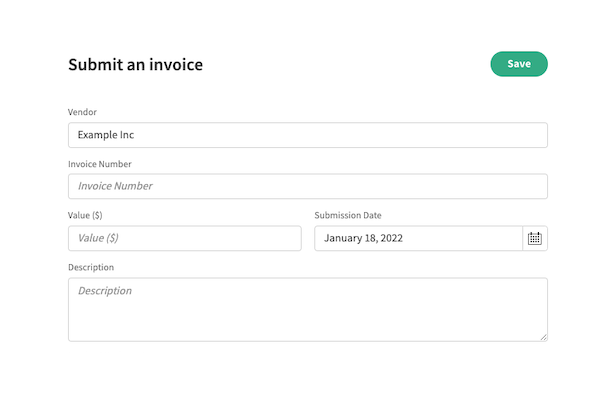 Submit an invoice
Save
Vendor
Example Inc
Invoice Number
Invoice Number
Value ($)
Submission Date
Value ($)
January 18, 2022
Description
Description